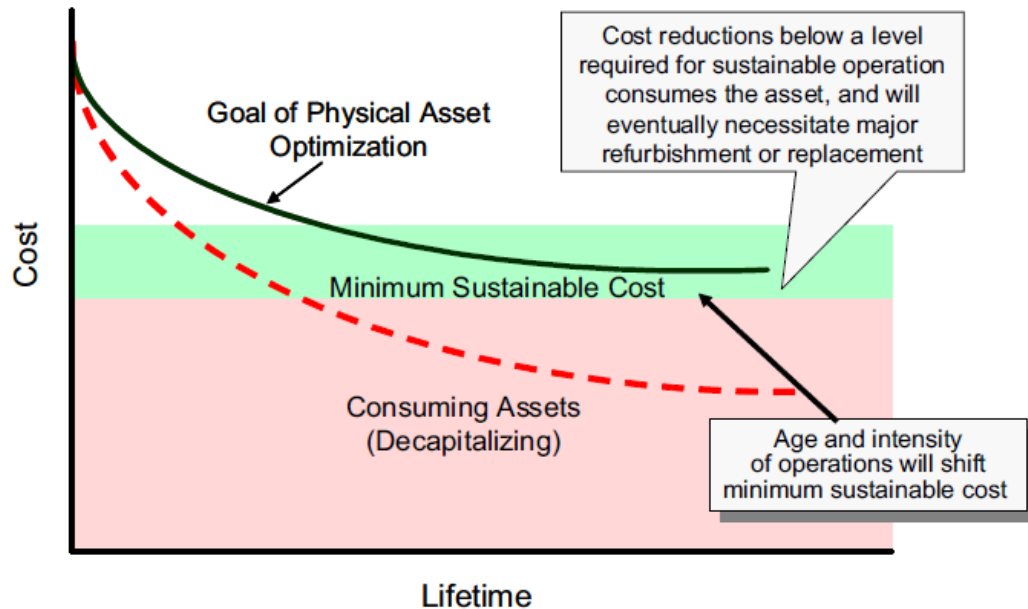 Cost reductions below a level
required for sustainable operation
consumes the asset, and will
eventually necessitate major
refurbishment or replacement
Goal of Physical Asset
Optimization
Cost
Minimum Sustainable Cost
Consuming Assets
(Decapitalizing)
Age and intensity
of operations will shift
minimum sustainable cost
Lifetime